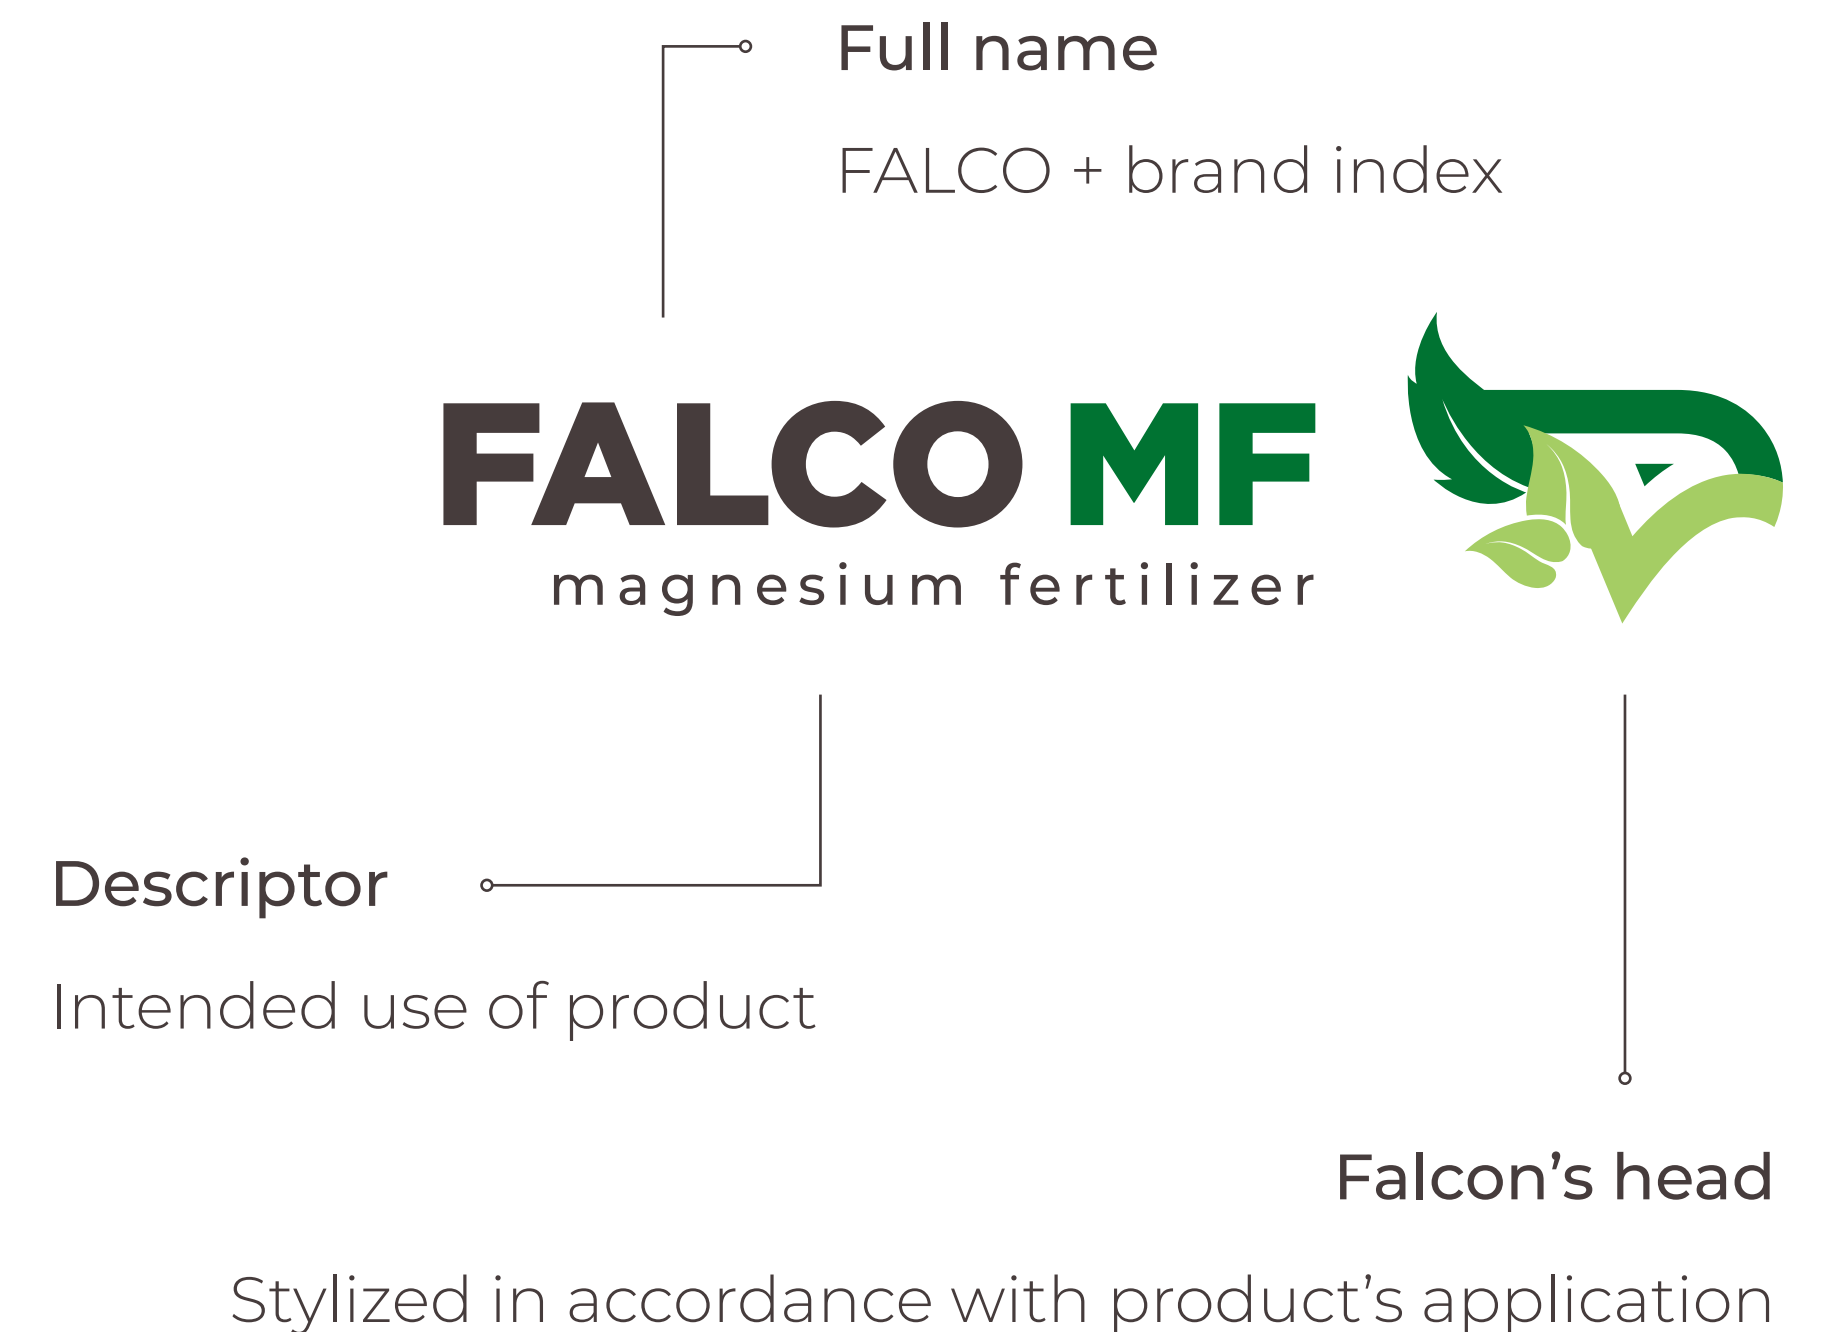 Full name
FALCO + brand index
FALCO MF
magnesium fertilizer
Descriptor
Intended use of product
Falcon’s head
Stylized in accordance with product’s application